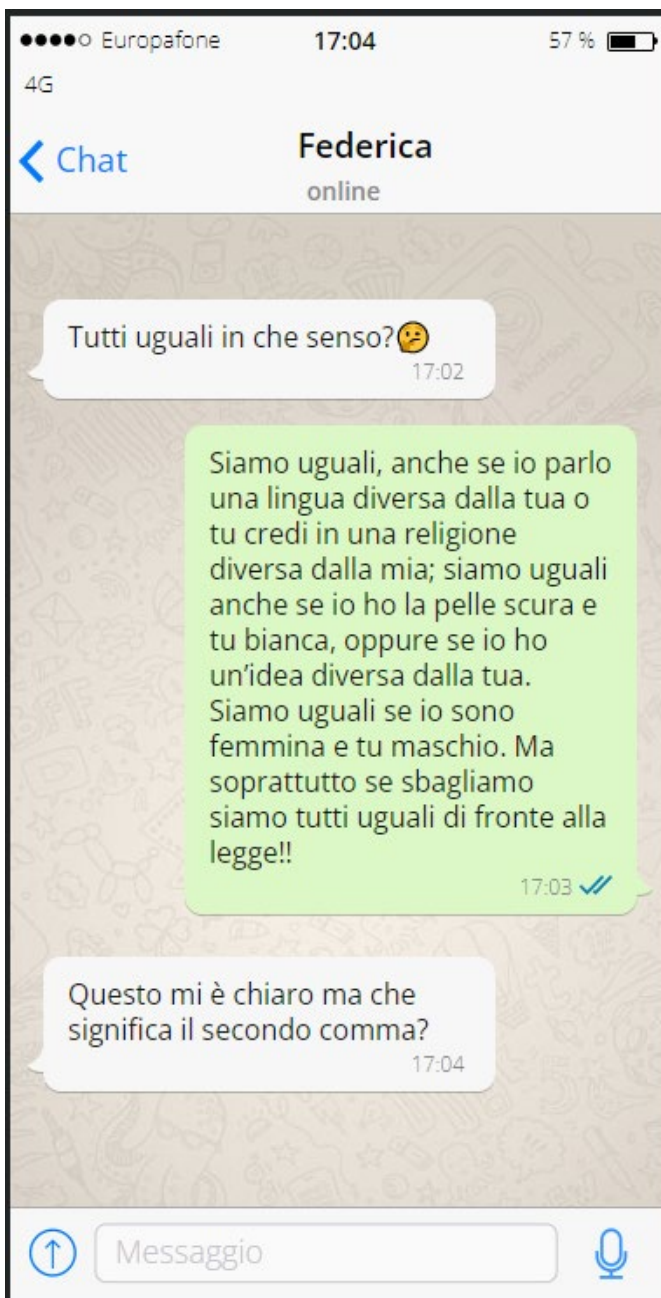 ●●●●○ Europafone 17:04 57 %
4G
Chat Federica
online
Tutti uguali in che senso?🤔
17:02
Siamo uguali, anche se io parlo
una lingua diversa dalla tua o
tu credi in una religione
diversa dalla mia; siamo uguali
anche se io ho la pelle scura e
tu bianca, oppure se io ho
un'idea diversa dalla tua.
Siamo uguali se io sono
femmina e tu maschio. Ma
soprattutto se sbagliamo
siamo tutti uguali di fronte alla
legge!!
17:03
Questo mi è chiaro ma che
significa il secondo comma?
17:04
Messaggio